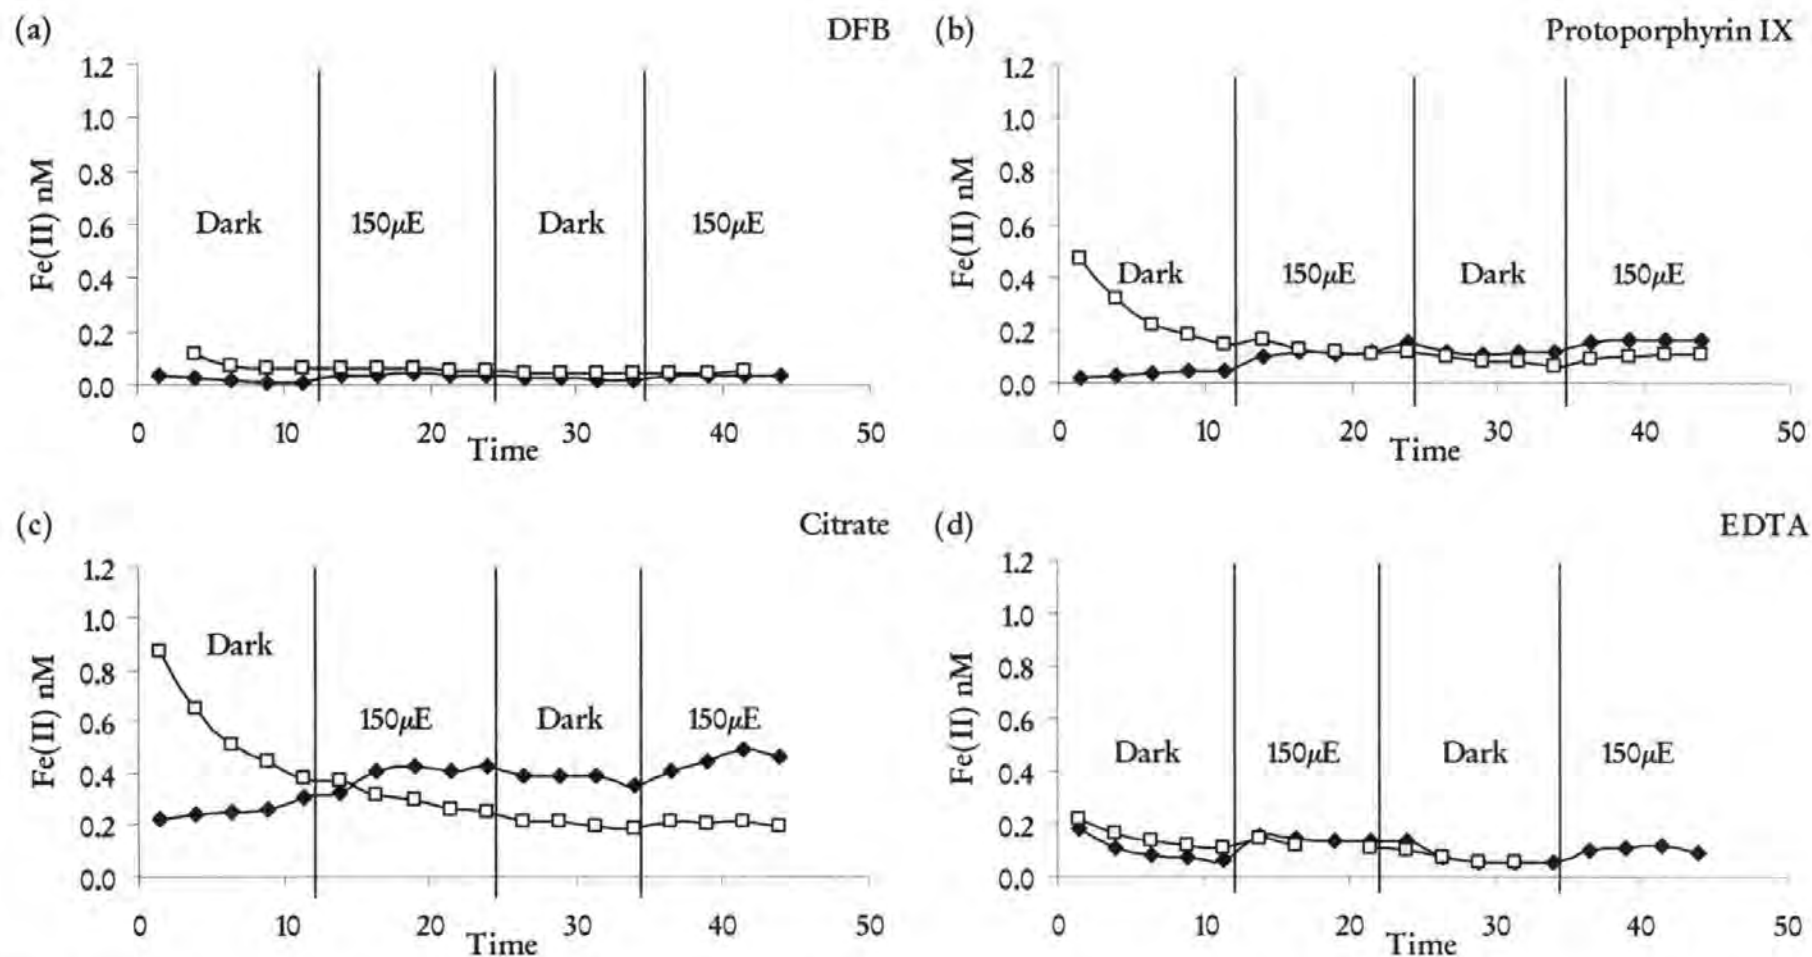 (a) DFB
1.2
1.0
0.8
0.6
0.4
0.2
0.0
Fe(II) nM
Dark 150µE Dark 150µE
0 10 20 30 40 50
Time
(b) Protoporphyrin IX
1.2
1.0
0.8
0.6
0.4
0.2
0.0
Fe(II) nM
Dark 150µE Dark 150µE
0 10 20 30 40 50
Time
(c) Citrate
1.2
1.0
0.8
0.6
0.4
0.2
0.0
Fe(II) nM
Dark
150µE Dark 150µE
0 10 20 30 40 50
Time
(d) EDTA
1.2
1.0
0.8
0.6
0.4
0.2
0.0
Fe(II) nM
Dark 150µE Dark 150µE
0 10 20 30 40 50
Time